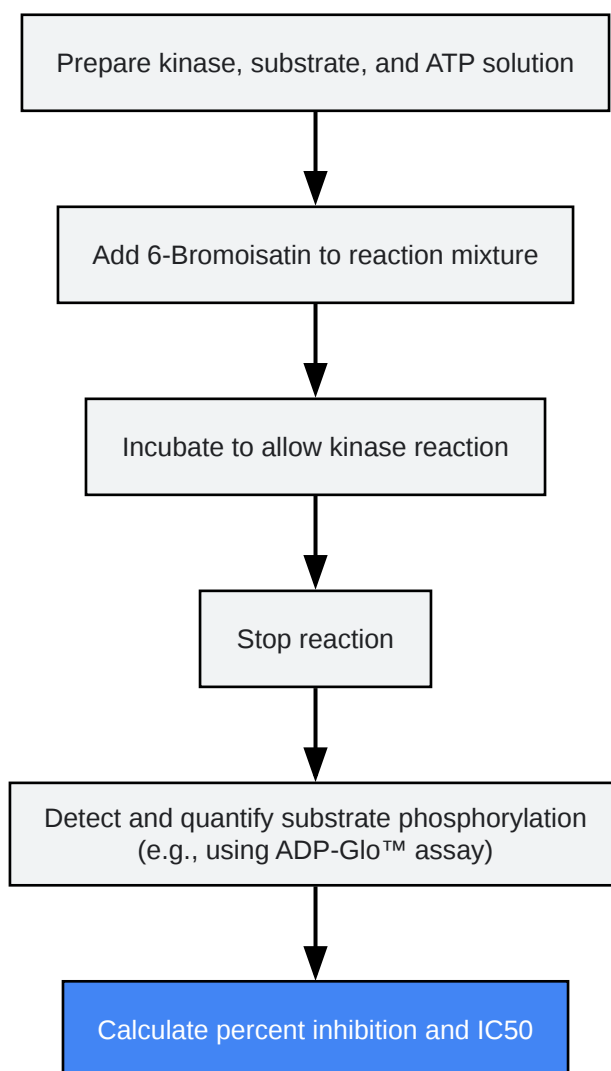 Prepare kinase, substrate, and ATP solution
Add 6-Bromoisatin to reaction mixture
Incubate to allow kinase reaction
Stop reaction
Detect and quantify substrate phosphorylation
(e.g., using ADP-Glo™ assay)
Calculate percent inhibition and IC50